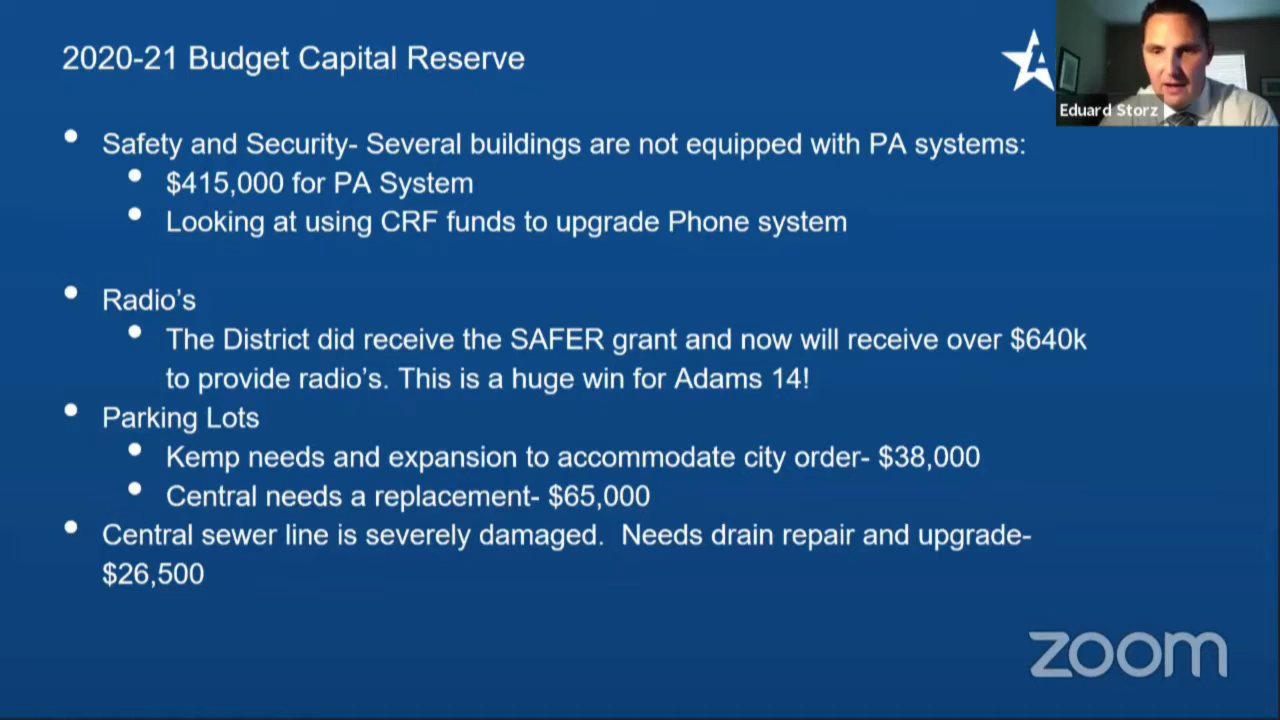 2020-21 Budget Capital Reserve
A
Eduard Storz
Safety and Security- Several buildings are not equipped with PA systems:
$415,000 for PA System
Looking at using CRF funds to upgrade Phone system
Radio’s
The District did receive the SAFER grant and now will receive over $640k
to provide radio’s. This is a huge win for Adams 14!
Parking Lots
Kemp needs and expansion to accommodate city order- $38,000
Central needs a replacement- $65,000
Central sewer line is severely damaged.  Needs drain repair and upgrade-
$26,500
zoom